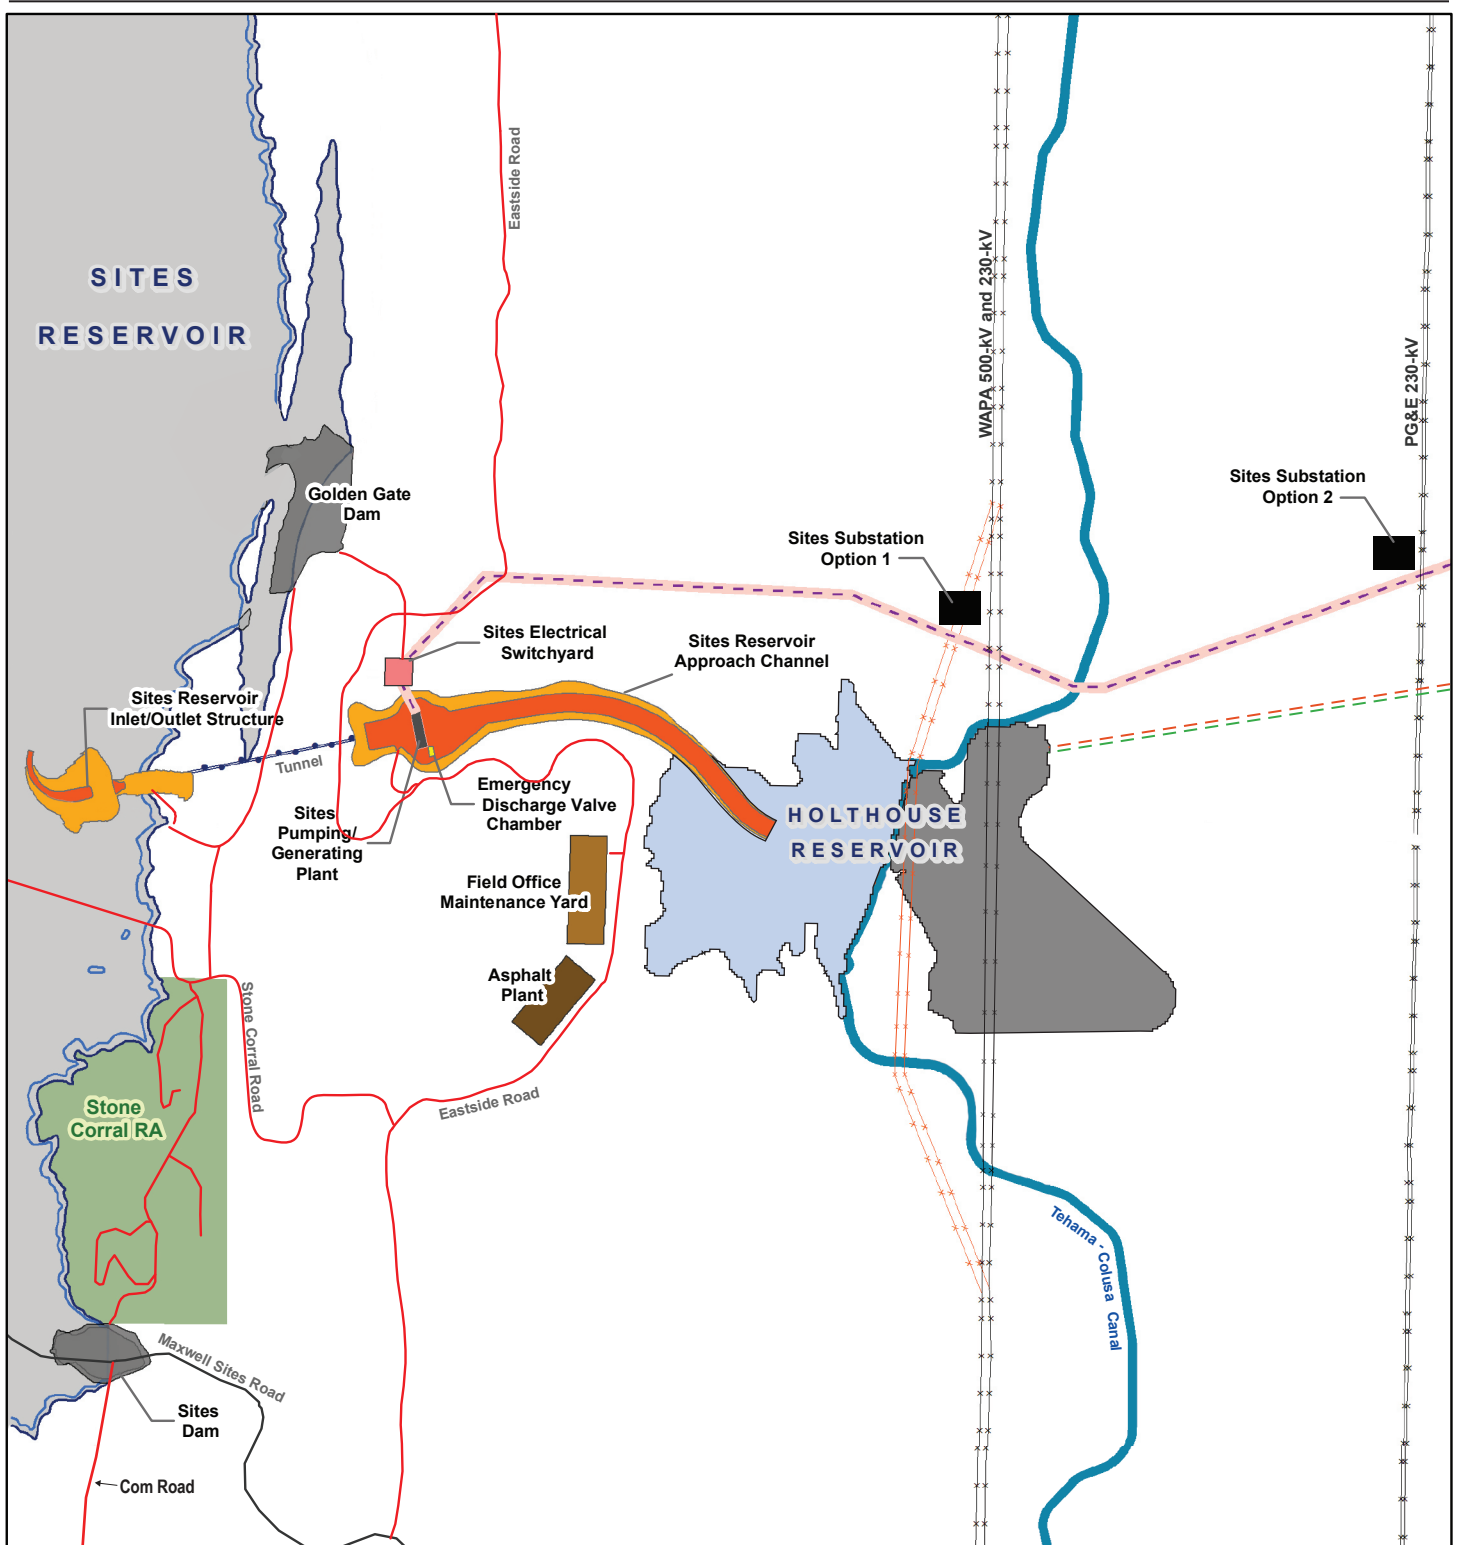 Eastside Road
SITES
RESERVOIR
WAPA 500-kV and 230-kV
PG&E 230-kV
Golden Gate
Dam
Sites Substation
Option 2
Sites Substation
Option 1
Sites Electrical
Switchyard
Sites Reservoir
Approach Channel
Sites Reservoir
Inlet/Outlet Structure
Tunnel
Emergency
Discharge Valve
Chamber
Sites
Pumping/
Generating
Plant
HOLTHOUSE
RESERVOIR
Field Office
Maintenance Yard
Asphalt
Plant
Stone Corral Road
Stone
Corral RA
Eastside Road
Tehama - Colusa Canal
Maxwell Sites Road
Sites
Dam
Com Road